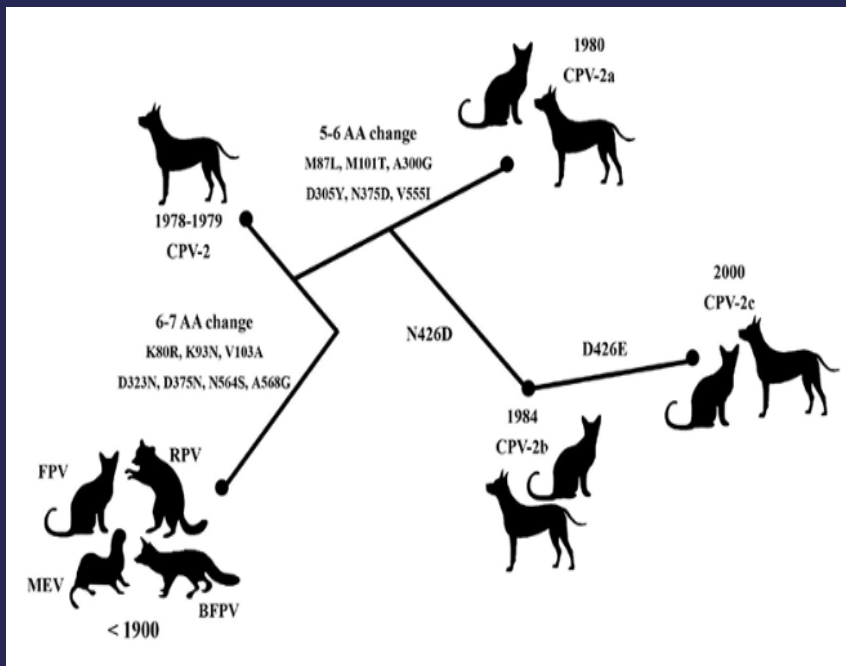 1980
CPV-2a
5-6 AA change
M87L, M101T, A300G
D305Y, N375D, V555I
1978-1979
CPV-2
2000
CPV-2c
6-7 AA change
K80R, K93N, V103A
D323N, D375N, N564S, A568G
N426D
D426E
1984
CPV-2b
FPV
RPV
MEV
BFPV
< 1900